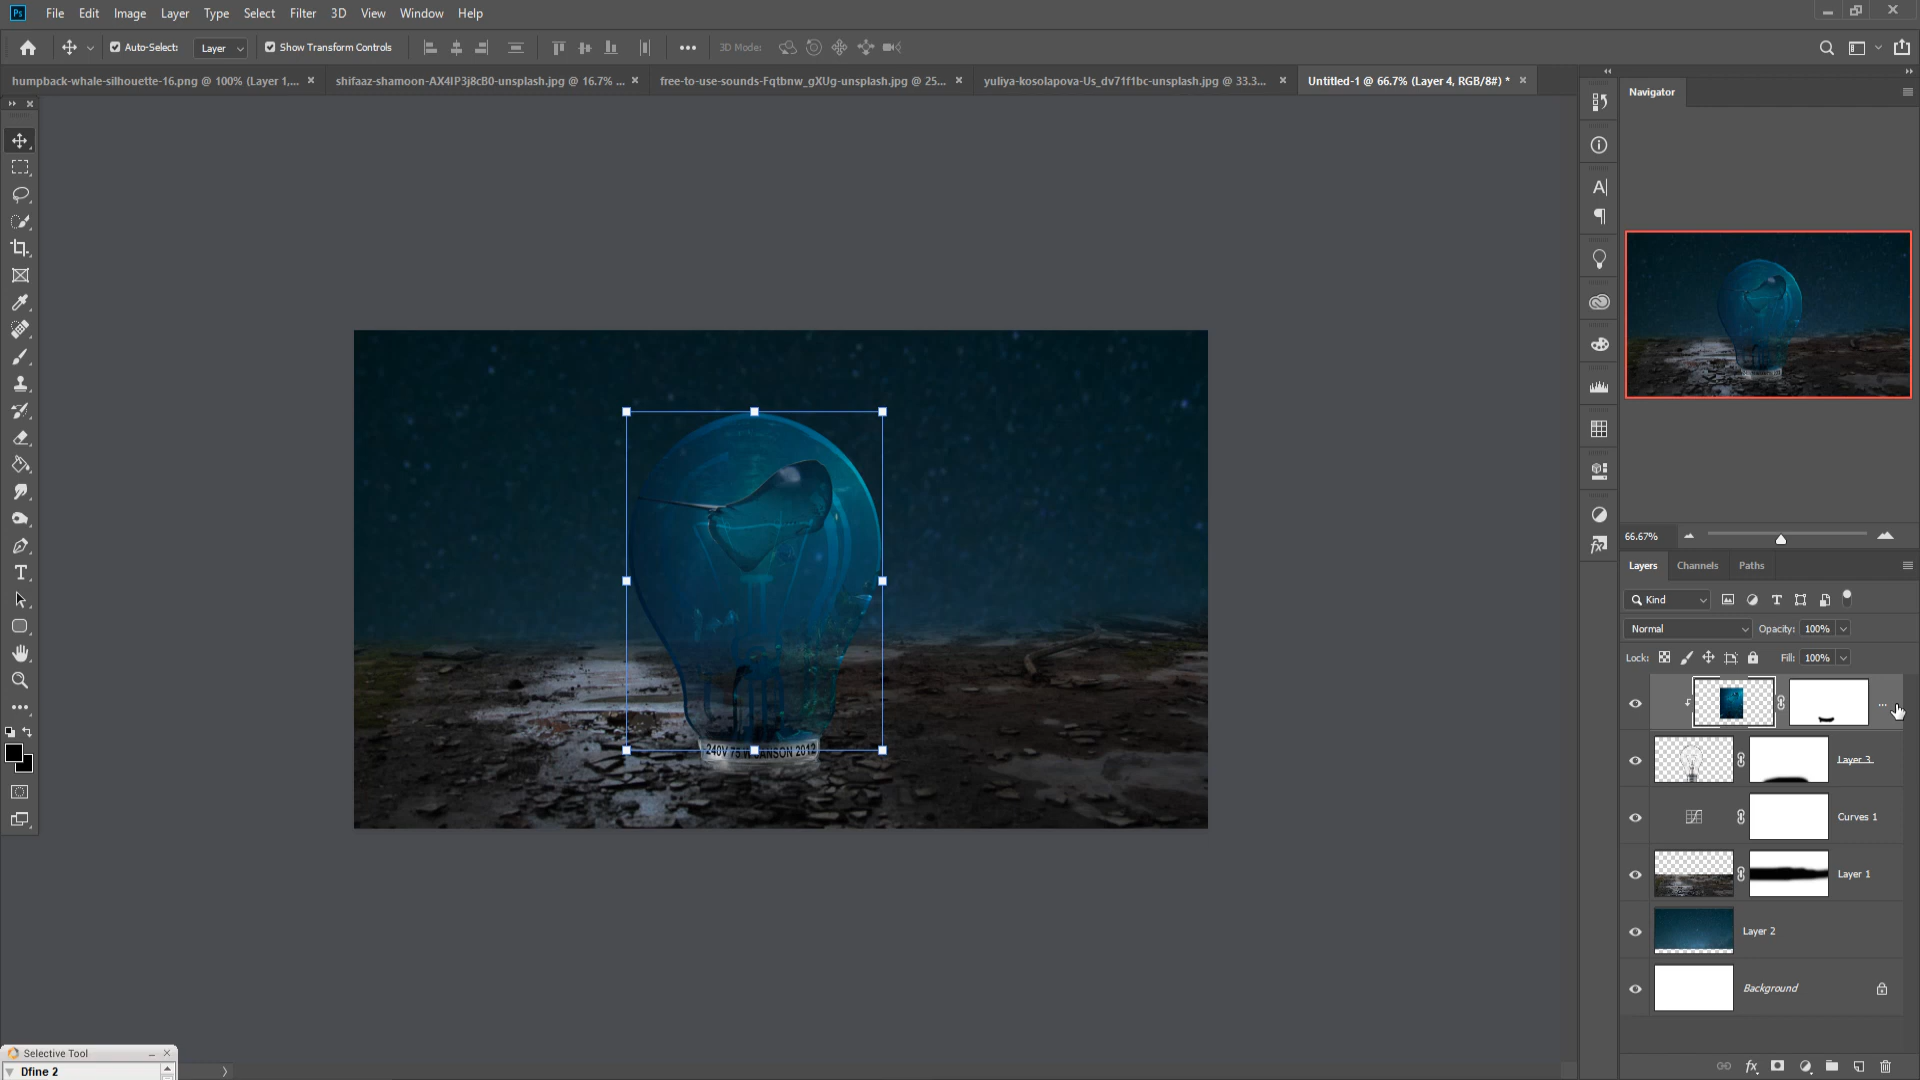 Ps File Edit Image Layer Type Select Filter 3D View Window Help
Auto-Select: Layer Show Transform Controls 3D Mode:
humpback-whale-silhouette-16.png @ 100% (Layer 1,... × shifaaz-shamoon-AX4IP3j8cB0-unsplash.jpg @ 16.7% ... × free-to-use-sounds-Fqtbnw_gXUg-unsplash.jpg @ 25... × yuliya-kosolapova-Us_dv71f1bc-unsplash.jpg @ 33.3... × Untitled-1 @ 66.7% (Layer 4, RGB/8#) * ×
Navigator
66.67%
Layers Channels Paths
Kind
Normal Opacity: 100%
Lock: Fill: 100%
...
Layer 3
Curves 1
Layer 1
Layer 2
Background
240V 75 W
2012
Selective Tool
Dfine 2